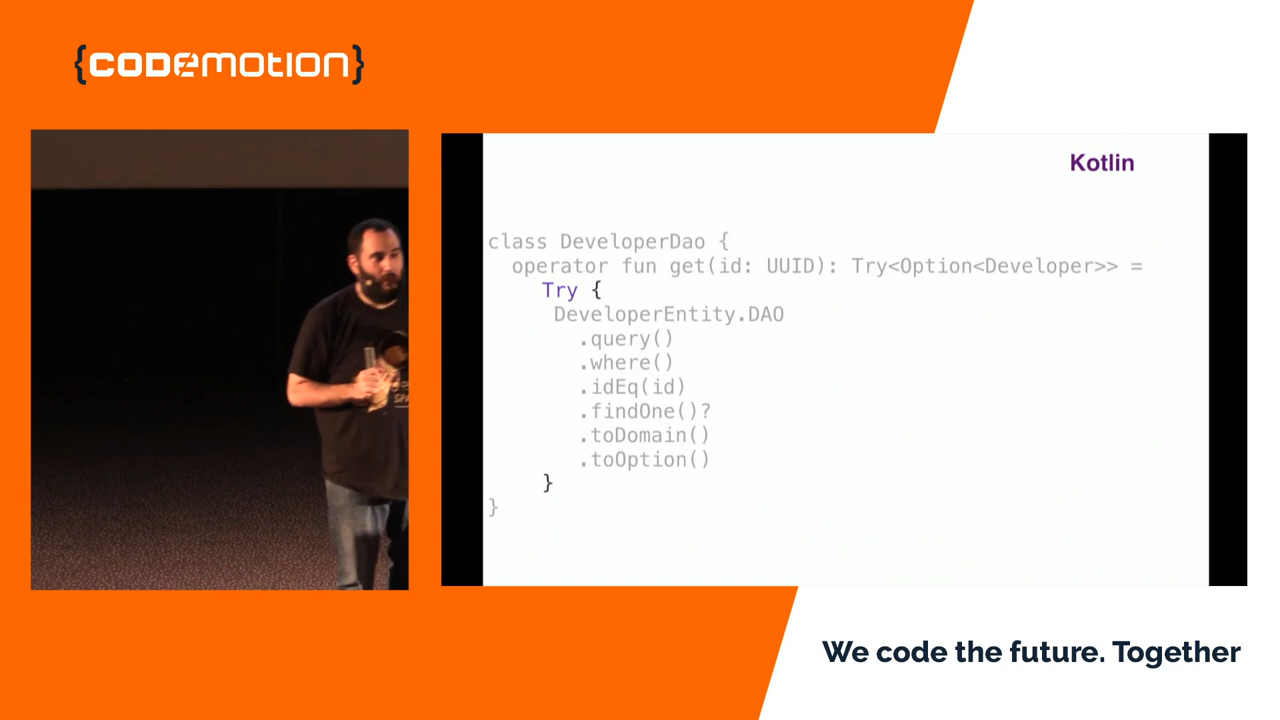 {CODEMOTION}
Kotlin
class DeveloperDao {
operator fun get(id: UUID): Try<Option<Developer>> =
Try {
DeveloperEntity.DAO
.query()
.where()
.idEq(id)
.findOne()?
.toDomain()
.toOption()
}
}
We code the future. Together